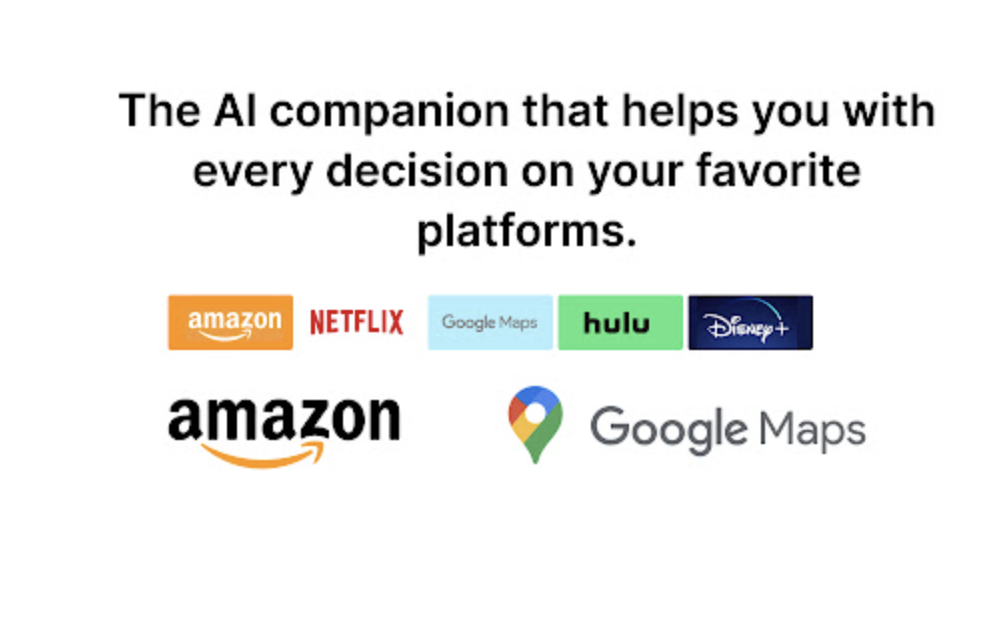 The AI companion that helps you with
every decision on your favorite
platforms.
amazon NETFLIX Google Maps hulu Disney+
amazon Google Maps